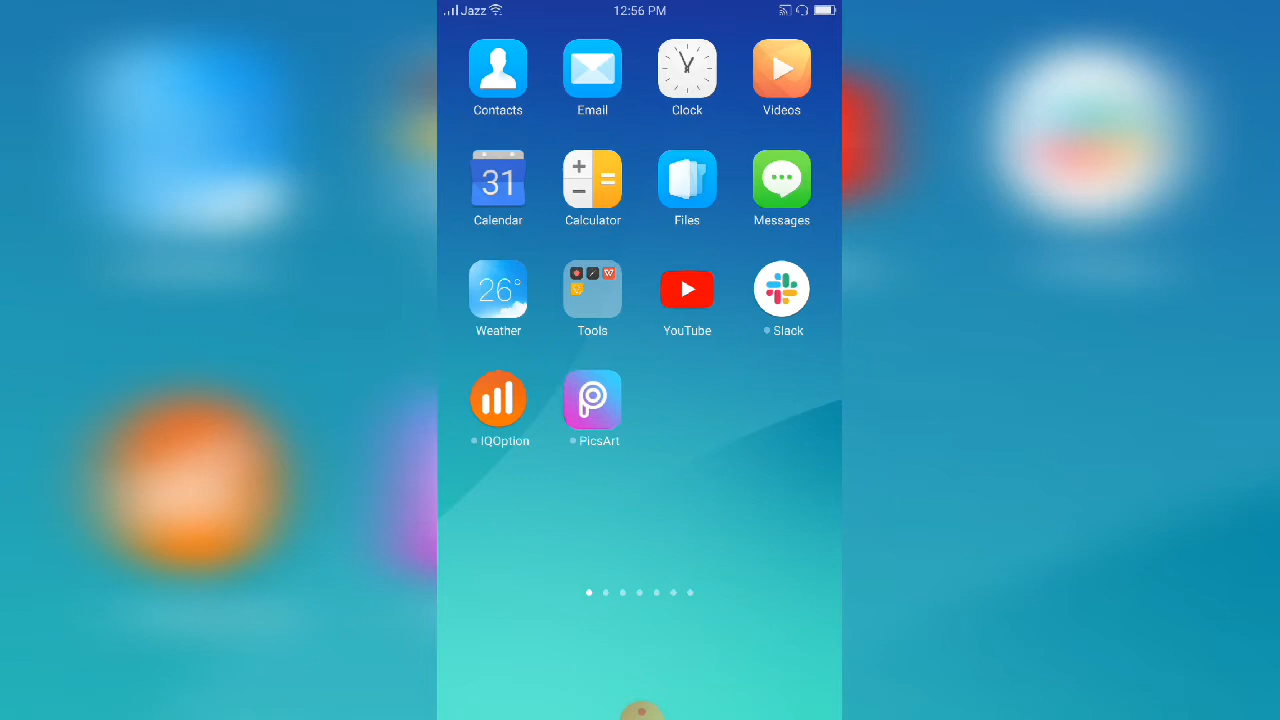 Jazz 12:56 PM
Contacts Email Clock Videos
31
Calendar Calculator Files Messages
26°
Weather Tools YouTube Slack
IQOption PicsArt